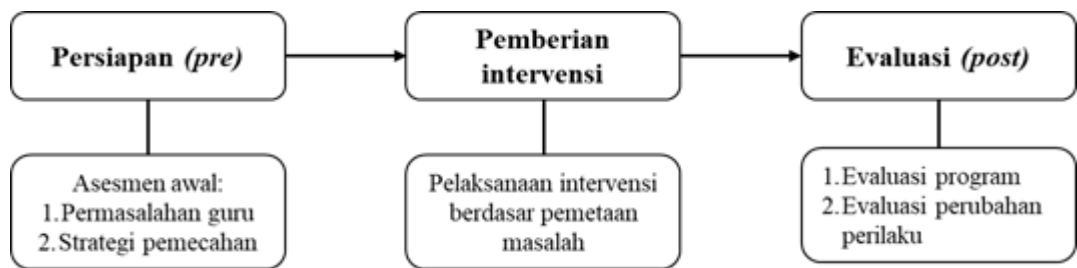 Persiapan (pre)
Pemberian
intervensi
Evaluasi (post)
Asesmen awal:
1.Permasalahan guru
2.Strategi pemecahan
Pelaksanaan intervensi
berdasar pemetaan
masalah
1.Evaluasi program
2.Evaluasi perubahan
perilaku